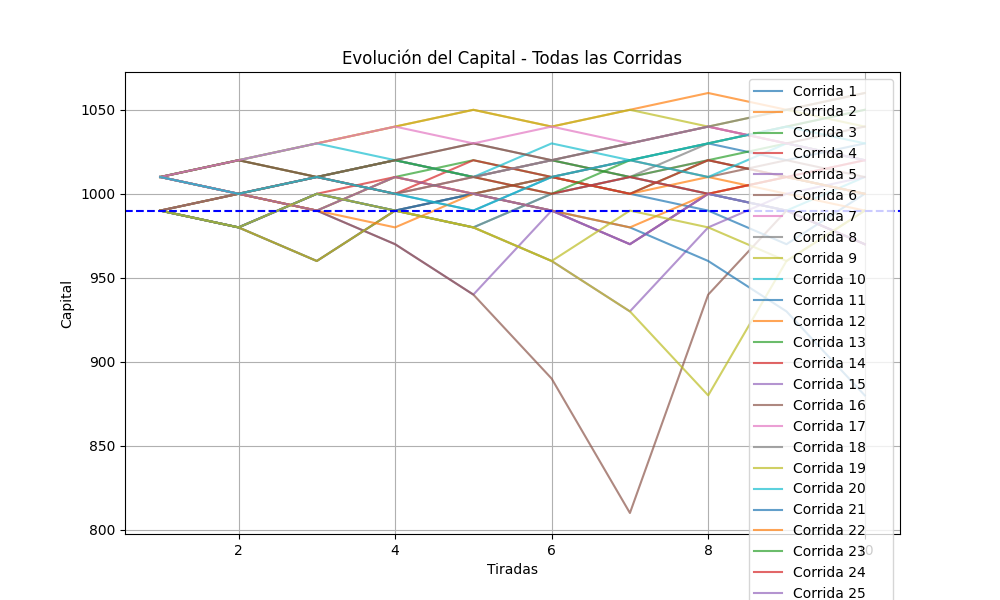 Evolución del Capital - Todas las Corridas
1050
1000
950
900
850
800
Capital
2
4
6
8
10
Tiradas
Corrida 1
Corrida 2
Corrida 3
Corrida 4
Corrida 5
Corrida 6
Corrida 7
Corrida 8
Corrida 9
Corrida 10
Corrida 11
Corrida 12
Corrida 13
Corrida 14
Corrida 15
Corrida 16
Corrida 17
Corrida 18
Corrida 19
Corrida 20
Corrida 21
Corrida 22
Corrida 23
Corrida 24
Corrida 25